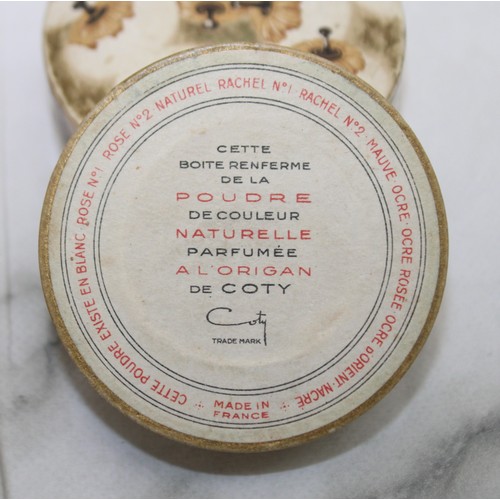 CETTE POUDRE EXISTE EN BLANC · ROSE Nº1 · ROSE Nº2 · NATUREL RACHEL Nº1 · RACHEL Nº2 · MAUVE · OCRE · OCRE ROSÉE OCRE D'ORIENT · NACRÉ
CETTE
BOITE RENFERME
DE LA
POUDRE
DE COULEUR
NATURELLE
PARFUMÉE
A L'ORIGAN
DE COTY
Coty
TRADE MARK
MADE IN
FRANCE